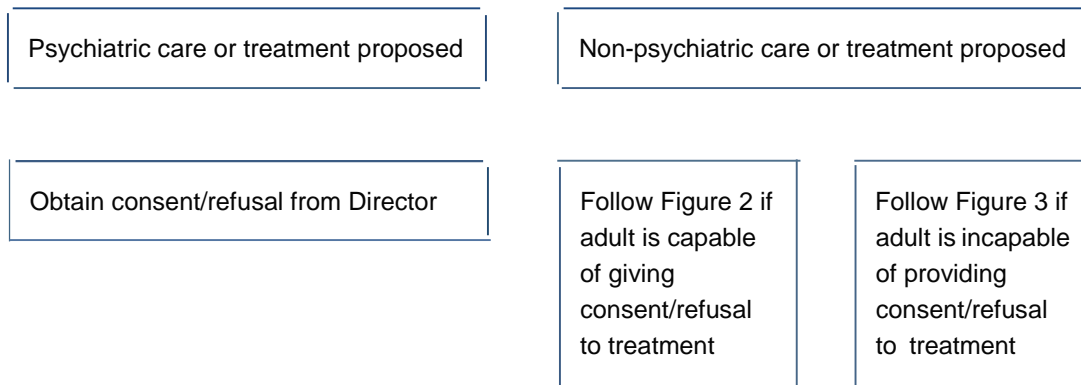 Psychiatric care or treatment proposed
Non-psychiatric care or treatment proposed
Obtain consent/refusal from Director
Follow Figure 2 if
adult is capable
of giving
consent/refusal
to treatment
Follow Figure 3 if
adult is incapable
of providing
consent/refusal
to treatment